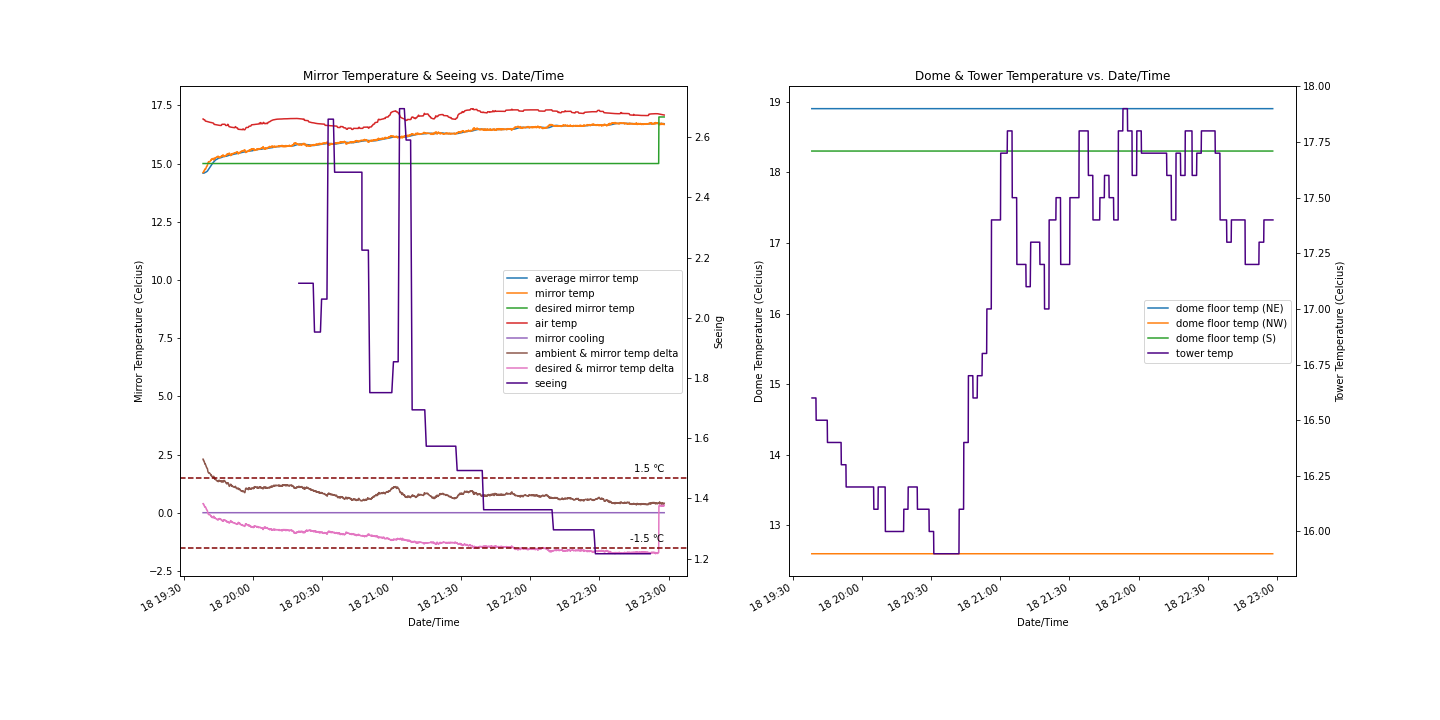 Mirror Temperature & Seeing vs. Date/Time
17.5
15.0
12.5
10.0
7.5
5.0
2.5
0.0
−2.5
Mirror Temperature (Celcius)
2.6
2.4
2.2
2.0
1.8
1.6
1.4
1.2
Seeing
average mirror temp
mirror temp
desired mirror temp
air temp
mirror cooling
ambient & mirror temp delta
desired & mirror temp delta
seeing
1.5 °C
-1.5 °C
18 19:30
18 20:00
18 20:30
18 21:00
18 21:30
18 22:00
18 22:30
18 23:00
Date/Time
Dome & Tower Temperature vs. Date/Time
19
18
17
16
15
14
13
Dome Temperature (Celcius)
18.00
17.75
17.50
17.25
17.00
16.75
16.50
16.25
16.00
Tower Temperature (Celcius)
dome floor temp (NE)
dome floor temp (NW)
dome floor temp (S)
tower temp
18 19:30
18 20:00
18 20:30
18 21:00
18 21:30
18 22:00
18 22:30
18 23:00
Date/Time